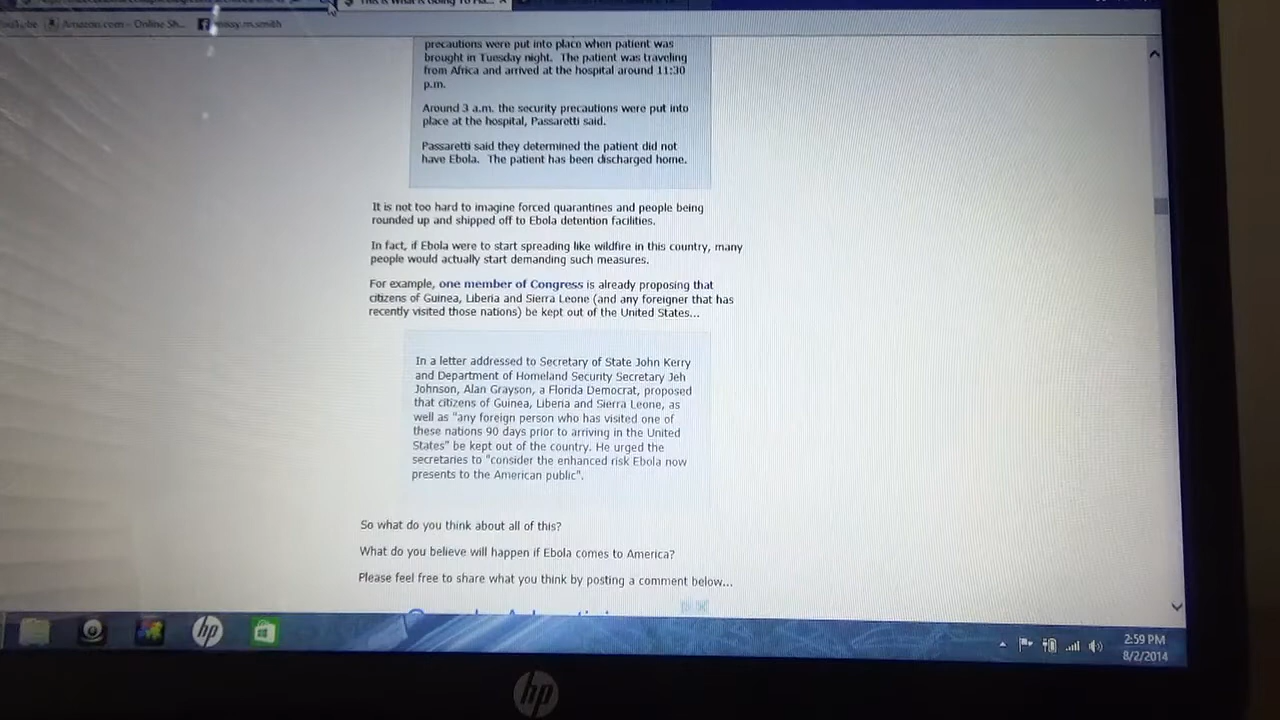 This Is What Is Going To Ha...
Amazon.com - Online Sh...
precautions were put into place when patient was
brought in Tuesday night. The patient was traveling
from Africa and arrived at the hospital around 11:30
p.m.
Around 3 a.m. the security precautions were put into
place at the hospital, Passaretti said.
Passaretti said they determined the patient did not
have Ebola. The patient has been discharged home.
It is not too hard to imagine forced quarantines and people being
rounded up and shipped off to Ebola detention facilities.
In fact, if Ebola were to start spreading like wildfire in this country, many
people would actually start demanding such measures.
For example, one member of Congress is already proposing that
citizens of Guinea, Liberia and Sierra Leone (and any foreigner that has
recently visited those nations) be kept out of the United States...
In a letter addressed to Secretary of State John Kerry
and Department of Homeland Security Secretary Jeh
Johnson, Alan Grayson, a Florida Democrat, proposed
that citizens of Guinea, Liberia and Sierra Leone, as
well as "any foreign person who has visited one of
these nations 90 days prior to arriving in the United
States" be kept out of the country. He urged the
secretaries to "consider the enhanced risk Ebola now
presents to the American public".
So what do you think about all of this?
What do you believe will happen if Ebola comes to America?
Please feel free to share what you think by posting a comment below...
hp
2:59 PM
8/2/2014
hp